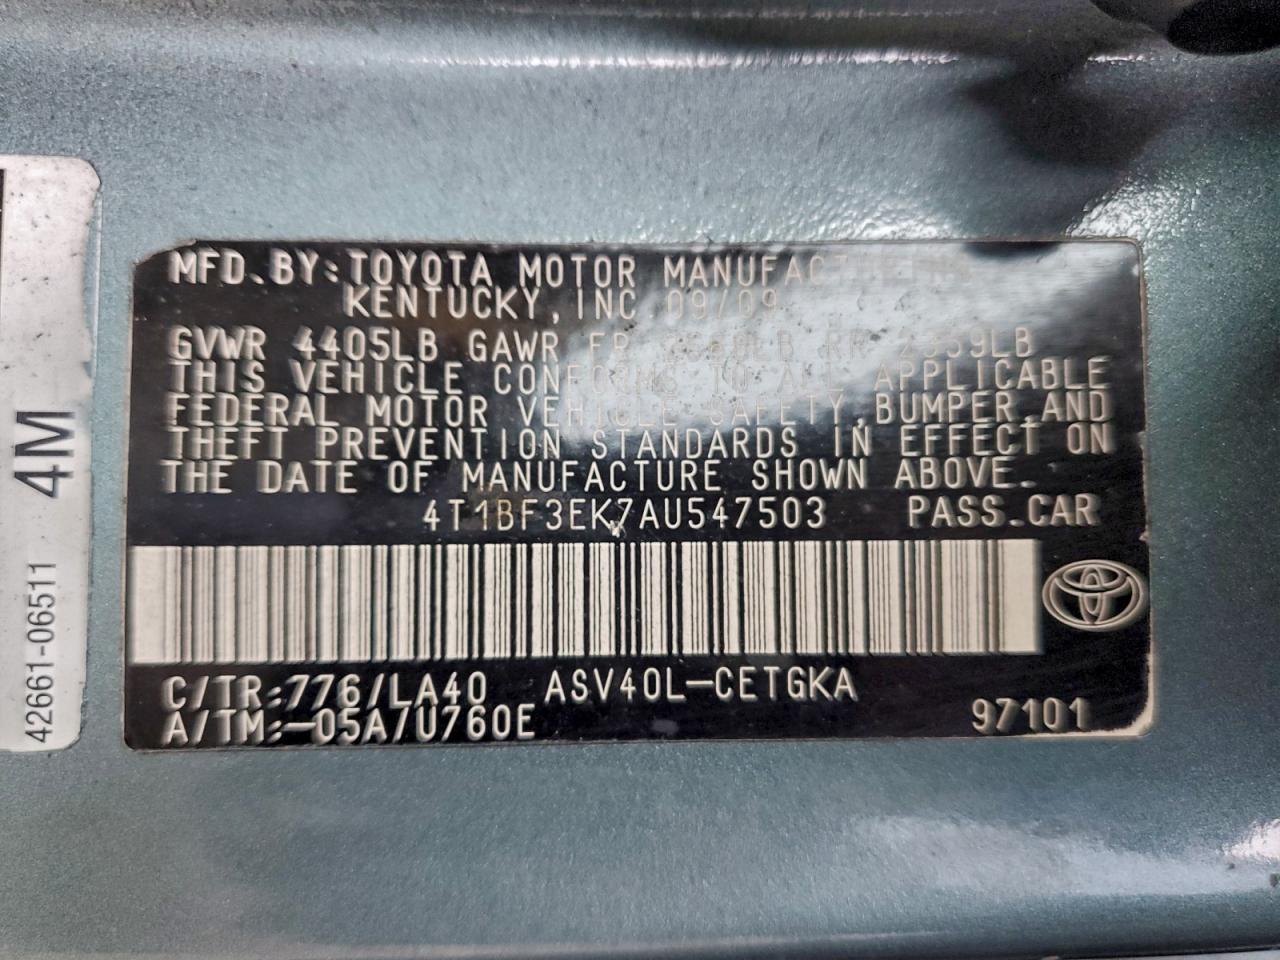 MFD.BY:TOYOTA MOTOR MANUFACTURING
KENTUCKY,INC 09/09
GVWR 4405LB GAWR FR RR 2359LB
THIS VEHICLE CONFORMS TO ALL APPLICABLE
FEDERAL MOTOR VEHICLE SAFETY,BUMPER,AND
THEFT PREVENTION STANDARDS IN EFFECT ON
THE DATE OF MANUFACTURE SHOWN ABOVE.
4T1BF3EK7AU547503 PASS.CAR
C/TR:776/LA40 ASV40L-CETGKA
A/TM:-05A/U760E
97101
42661-06511 4M